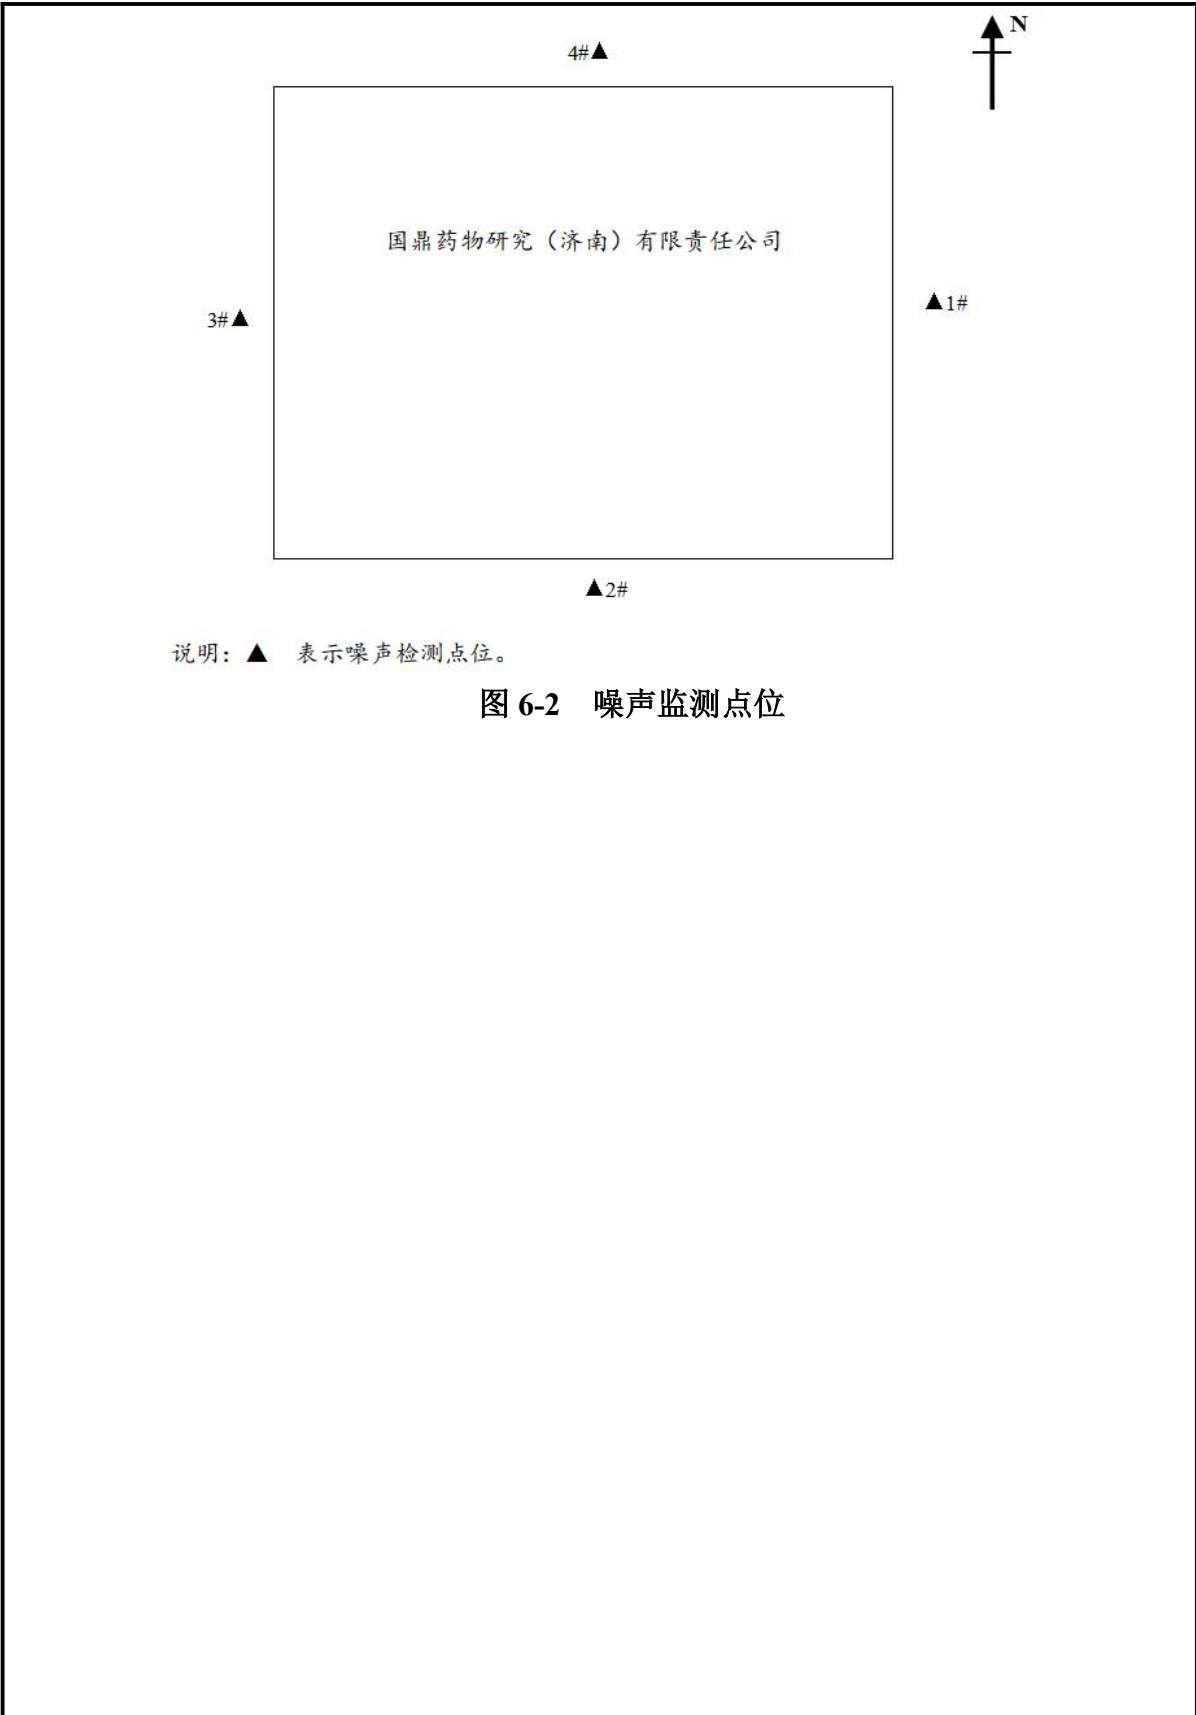 N
4#▲
国鼎药物研究（济南）有限责任公司
▲1#
3#▲
▲2#
说明：▲ 表示噪声检测点位。
图 6-2 噪声监测点位